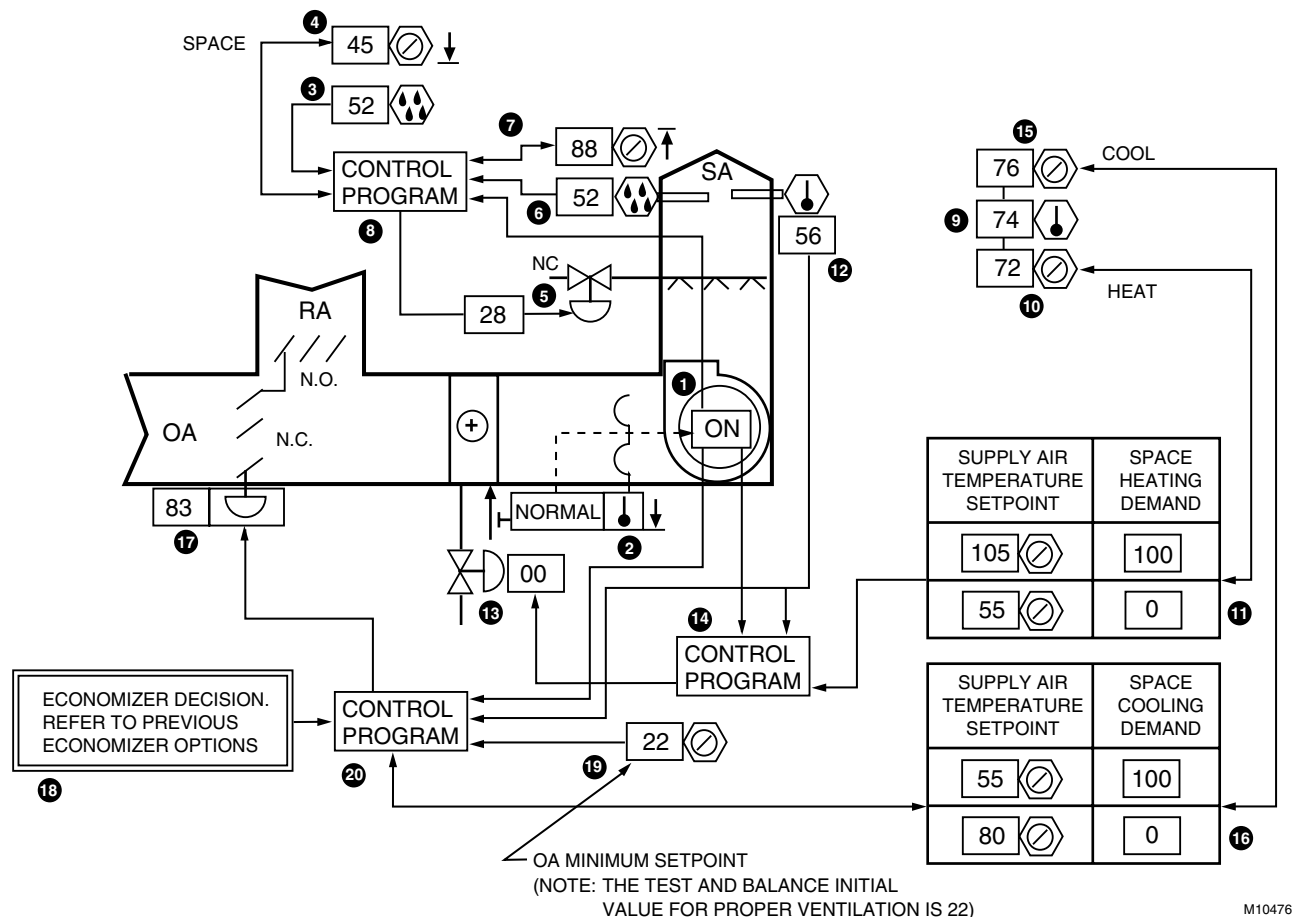 4
SPACE
45
3
52
7
88
CONTROL
PROGRAM
8
6
52
SA
56
12
15
76
COOL
9
74
72
HEAT
10
NC
5
28
RA
N.O.
OA
N.C.
+
1
ON
83
17
NORMAL
2
00
13
14
CONTROL
PROGRAM
SUPPLY AIR
TEMPERATURE
SETPOINT
SPACE
HEATING
DEMAND
105
100
55
0
11
SUPPLY AIR
TEMPERATURE
SETPOINT
SPACE
COOLING
DEMAND
55
100
80
0
16
ECONOMIZER DECISION.
REFER TO PREVIOUS
ECONOMIZER OPTIONS
18
CONTROL
PROGRAM
20
22
19
OA MINIMUM SETPOINT
(NOTE: THE TEST AND BALANCE INITIAL
VALUE FOR PROPER VENTILATION IS 22)
M10476